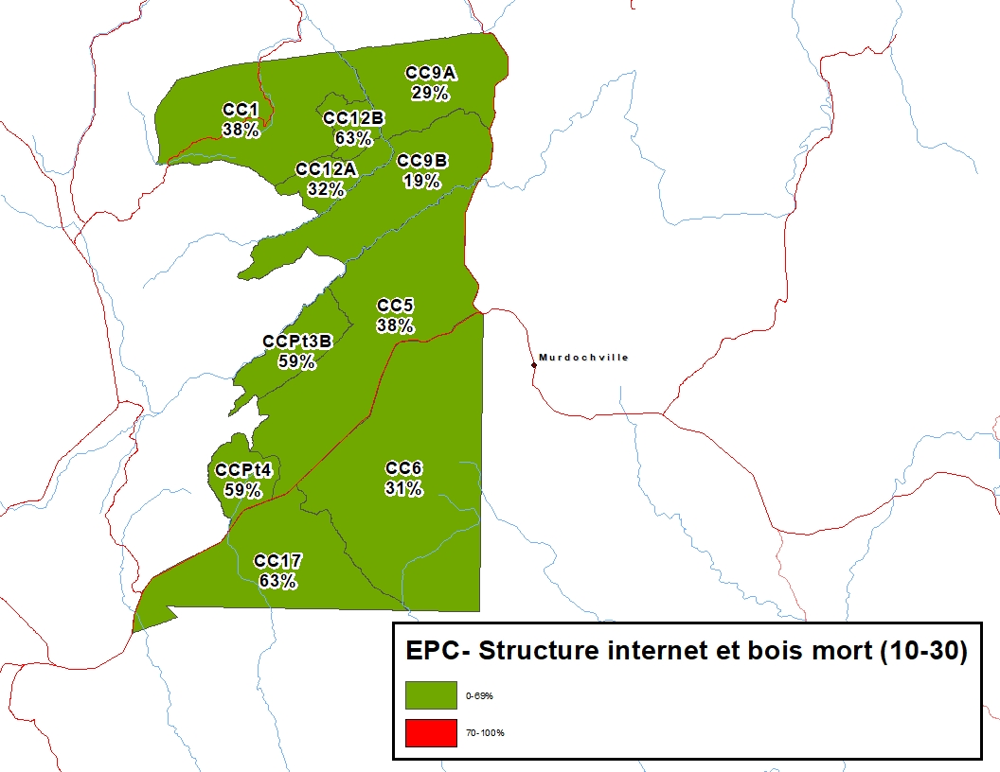 CC9A
29%
CC1
38%
CC12B
63%
CC9B
19%
CC12A
32%
CC5
38%
CCPt3B
59%
Murdochville
CCPt4
59%
CC6
31%
CC17
63%
EPC- Structure internet et bois mort (10-30)
0-69%
70-100%